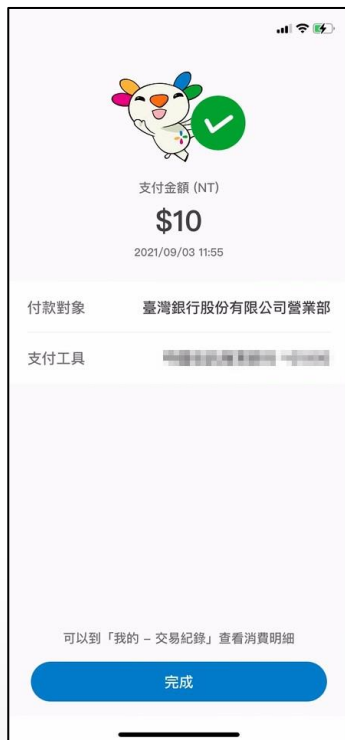 支付金額 (NT)
$10
2021/09/03 11:55
付款對象 臺灣銀行股份有限公司營業部
支付工具
可以到「我的 – 交易紀錄」查看消費明細
完成